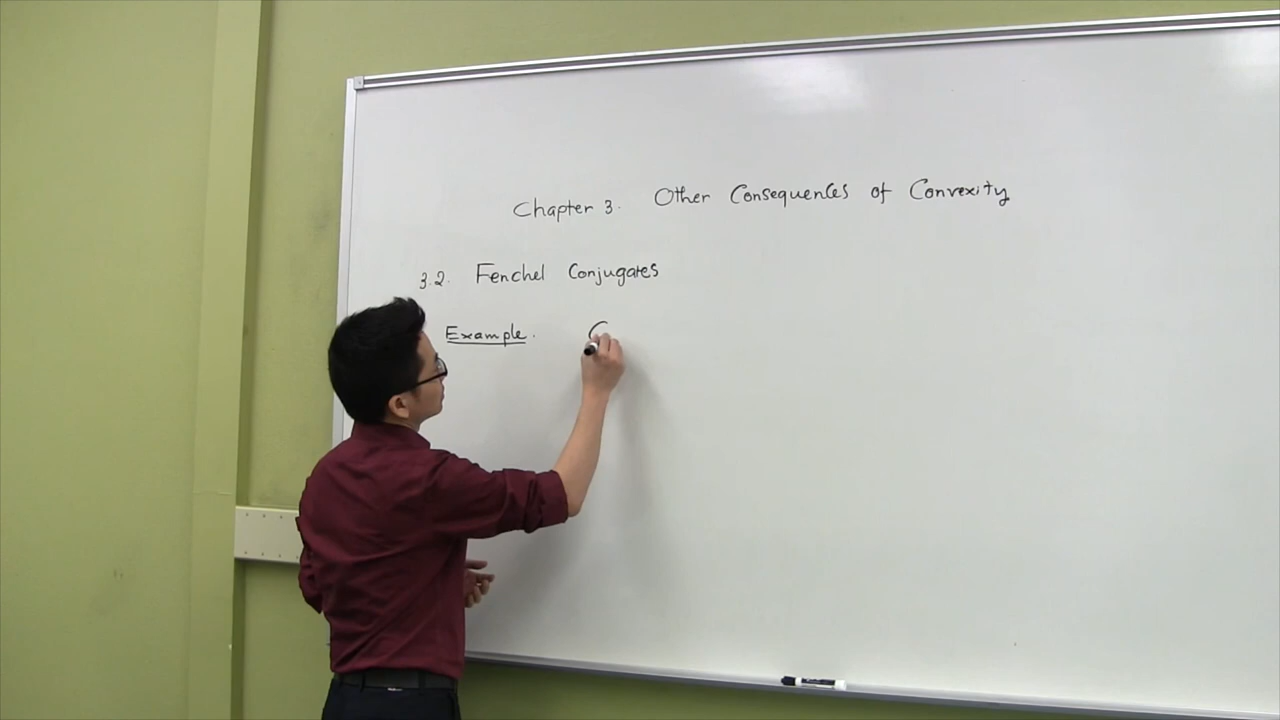 Chapter 3. Other Consequences of Convexity
3.2. Fenchel Conjugates
Example.